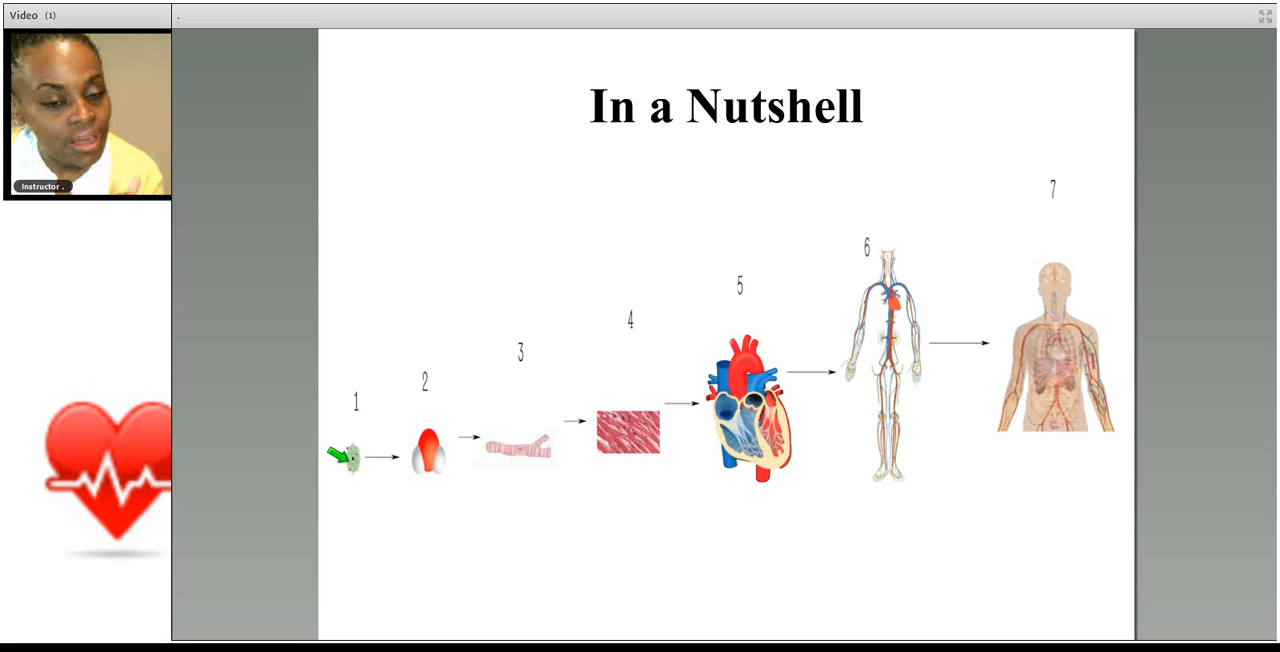 Video (1)
.
Instructor .
In a Nutshell
1
2
3
4
5
6
7